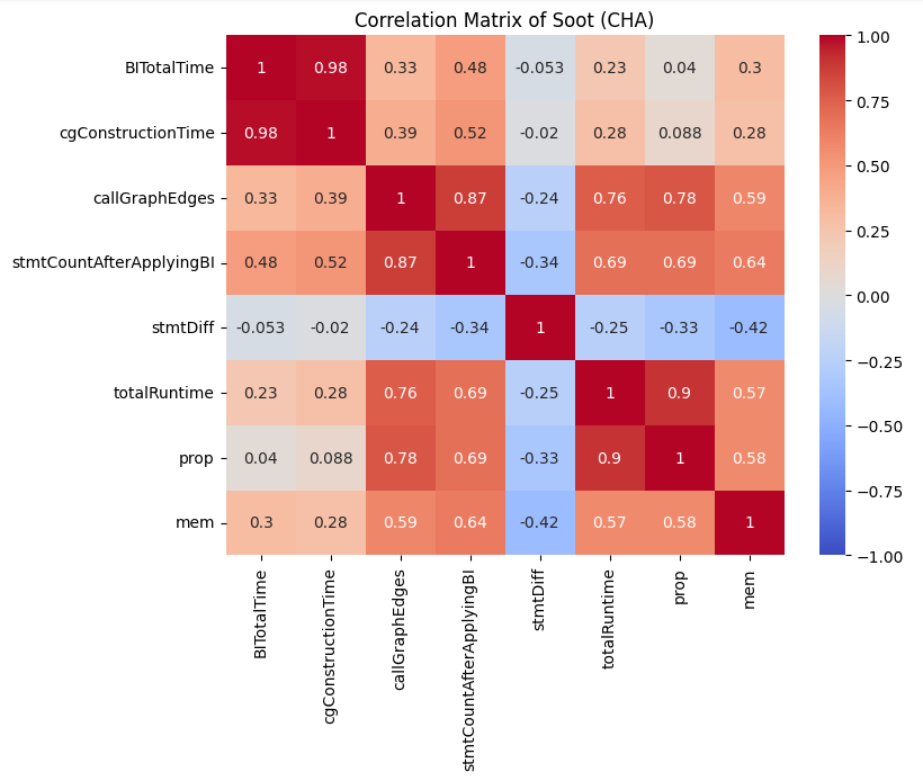 Correlation Matrix of Soot (CHA)
BITotalTime 1 0.98 0.33 0.48 -0.053 0.23 0.04 0.3
cgConstructionTime 0.98 1 0.39 0.52 -0.02 0.28 0.088 0.28
callGraphEdges 0.33 0.39 1 0.87 -0.24 0.76 0.78 0.59
stmtCountAfterApplyingBI 0.48 0.52 0.87 1 -0.34 0.69 0.69 0.64
stmtDiff -0.053 -0.02 -0.24 -0.34 1 -0.25 -0.33 -0.42
totalRuntime 0.23 0.28 0.76 0.69 -0.25 1 0.9 0.57
prop 0.04 0.088 0.78 0.69 -0.33 0.9 1 0.58
mem 0.3 0.28 0.59 0.64 -0.42 0.57 0.58 1
BITotalTime
cgConstructionTime
callGraphEdges
stmtCountAfterApplyingBI
stmtDiff
totalRuntime
prop
mem
1.00
0.75
0.50
0.25
0.00
−0.25
−0.50
−0.75
−1.00